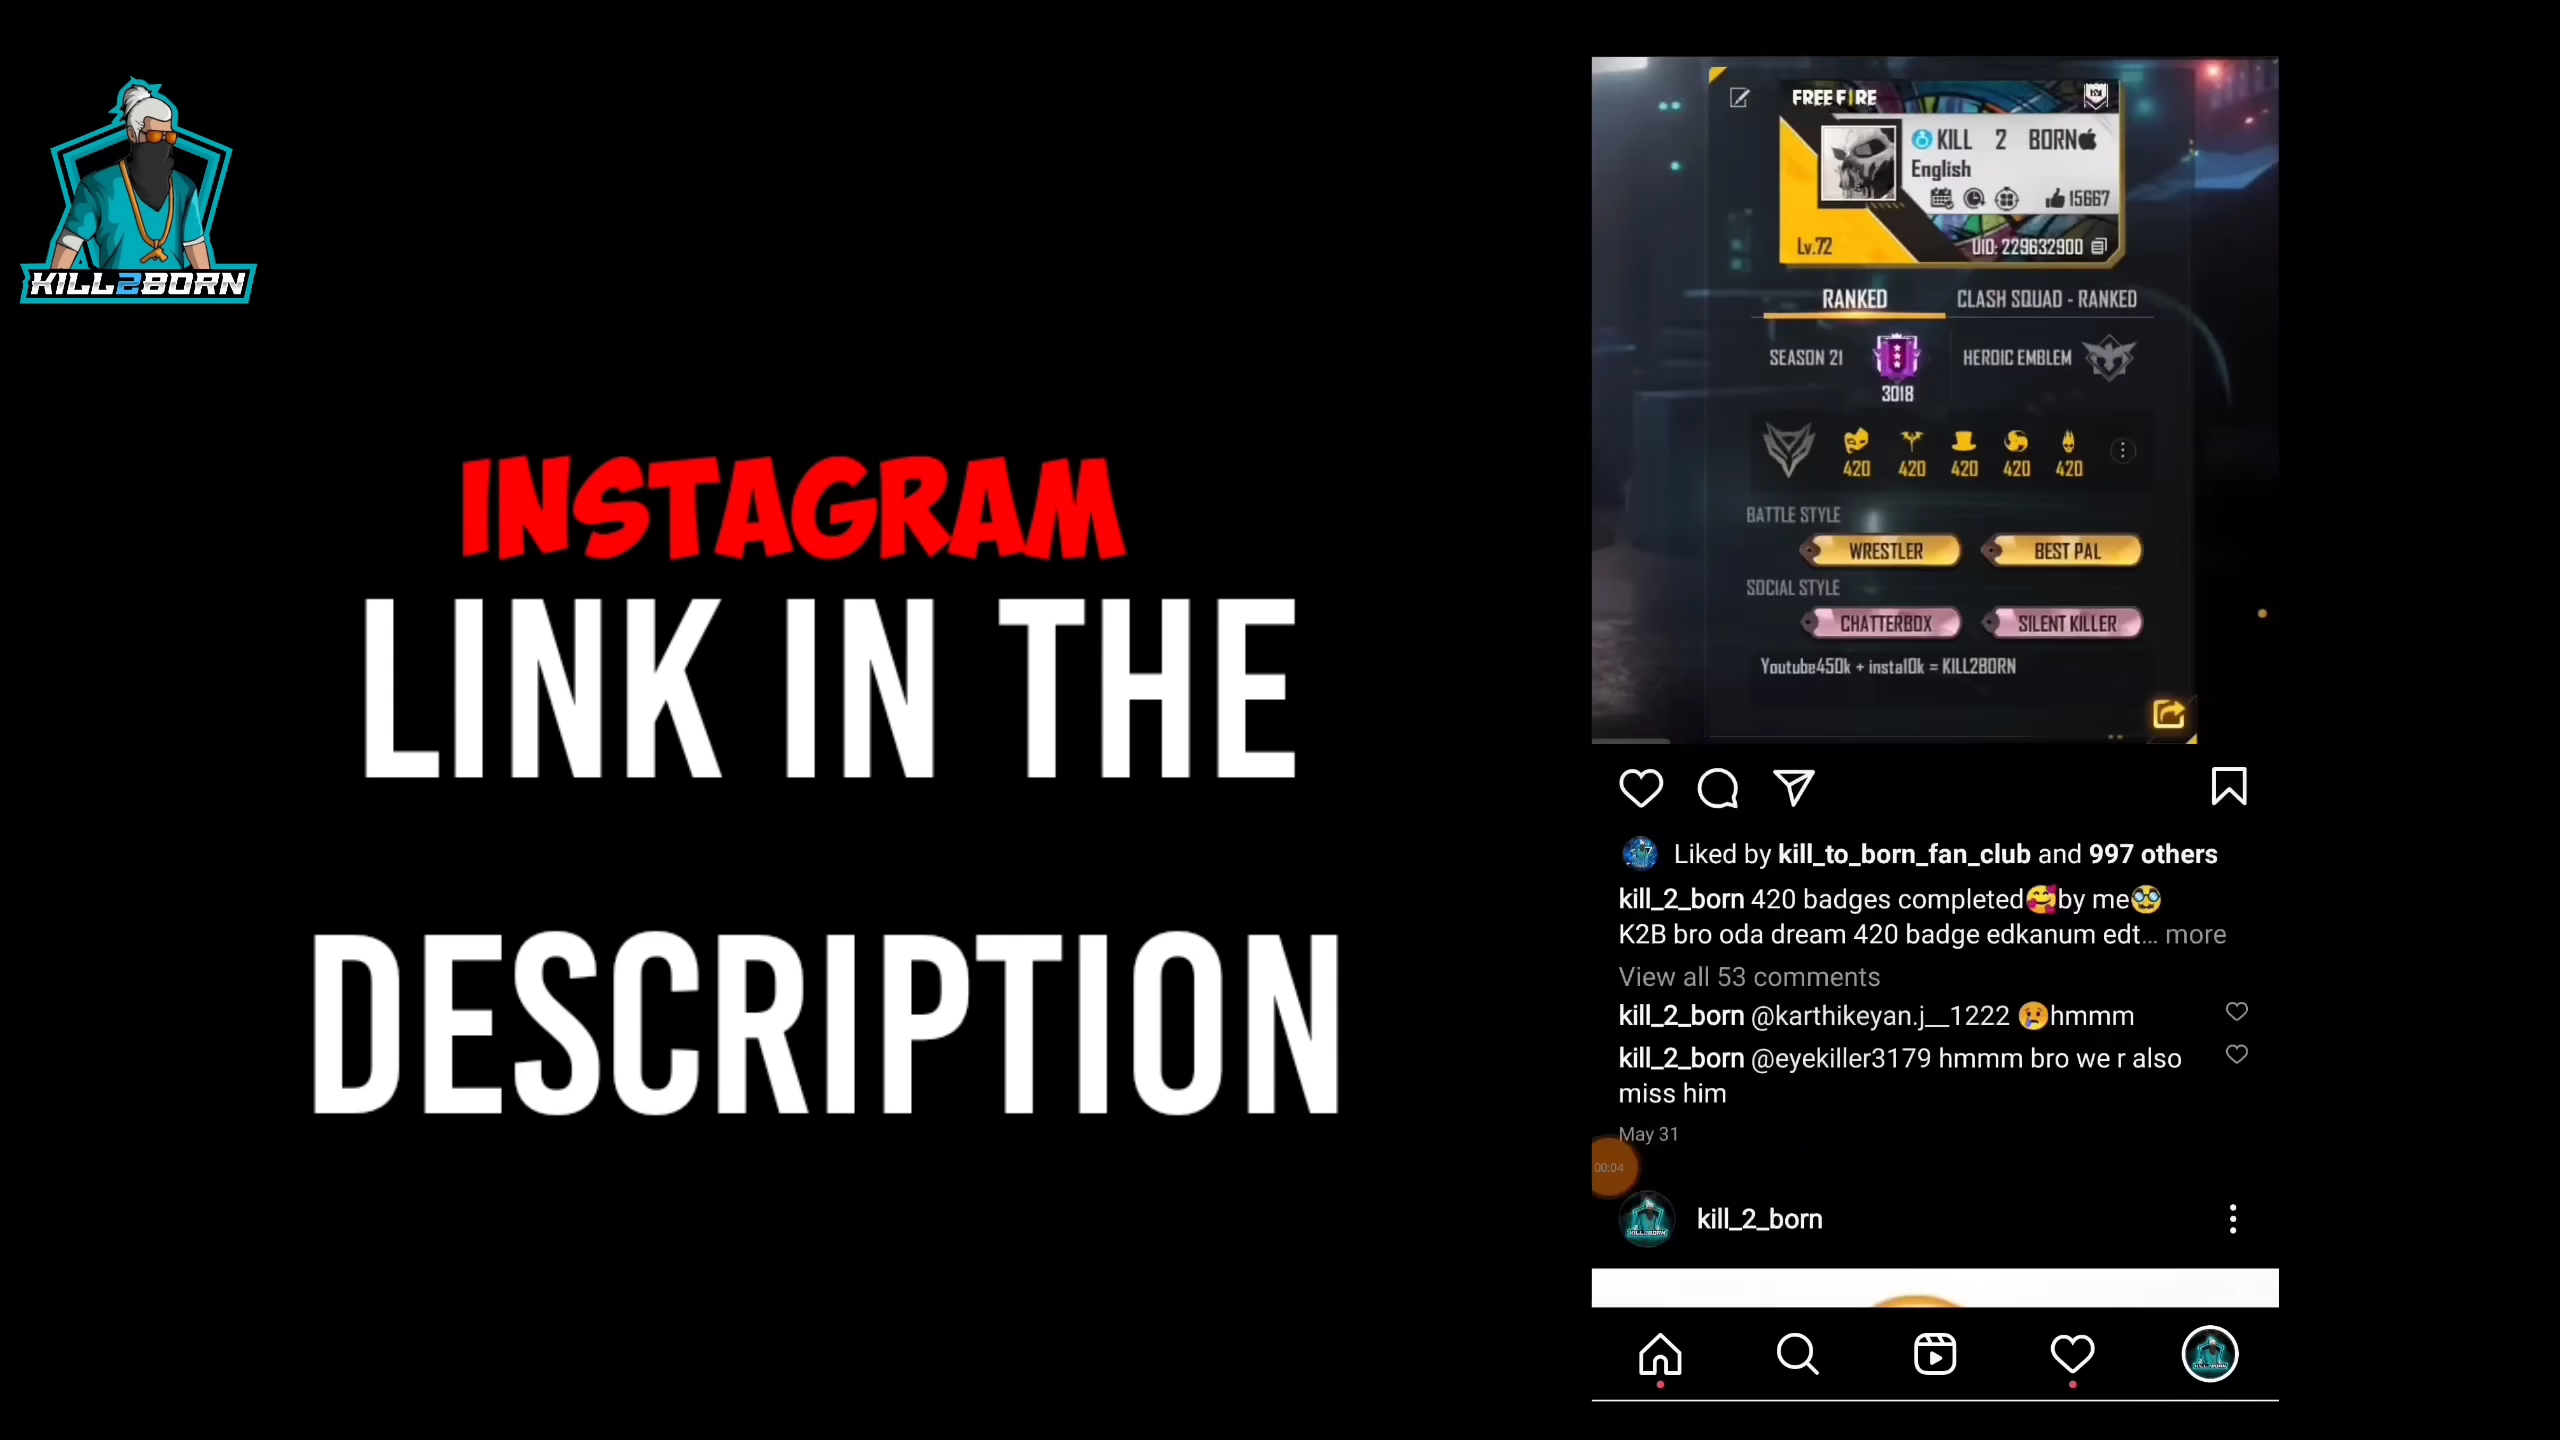 KILL2BORN
INSTAGRAM
LINK IN THE
DESCRIPTION
FREE FIRE
KILL 2 BORN
English
15667
Lv.72
UID: 229632900
RANKED
CLASH SQUAD - RANKED
SEASON 21
HEROIC EMBLEM
3018
420 420 420 420 420
BATTLE STYLE
WRESTLER
BEST PAL
SOCIAL STYLE
CHATTERBOX
SILENT KILLER
Youtube450k + insta10k = KILL2BORN
Liked by kill_to_born_fan_club and 997 others
kill_2_born 420 badges completed🥰by me🥸
K2B bro oda dream 420 badge edkanum edt... more
View all 53 comments
kill_2_born @karthikeyan.j__1222 😢hmmm
kill_2_born @eyekiller3179 hmmm bro we r also
miss him
May 31
00:04
kill_2_born